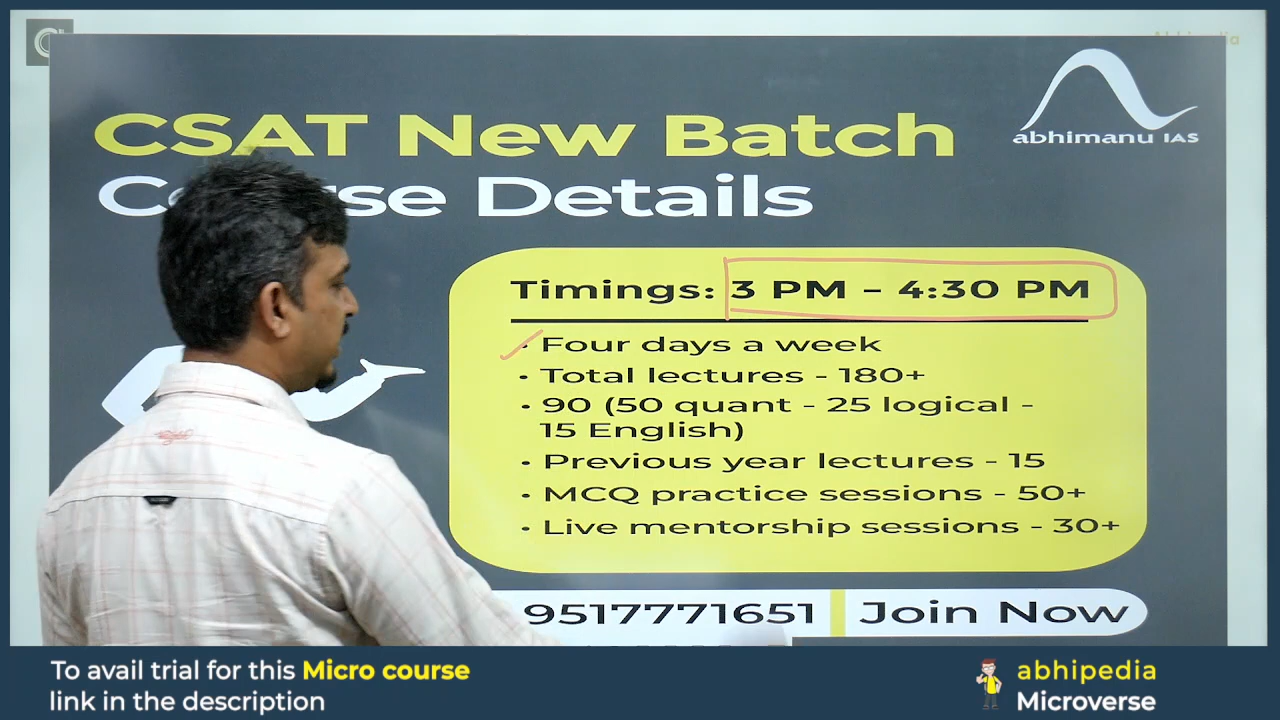 CSAT New Batch
abhimanu IAS
se Details
Timings: 3 PM – 4:30 PM
• Four days a week
• Total lectures - 180+
• 90 (50 quant - 25 logical -
15 English)
• Previous year lectures - 15
• MCQ practice sessions - 50+
• Live mentorship sessions - 30+
9517771651 Join Now
To avail trial for this Micro course
link in the description
abhipedia
Microverse